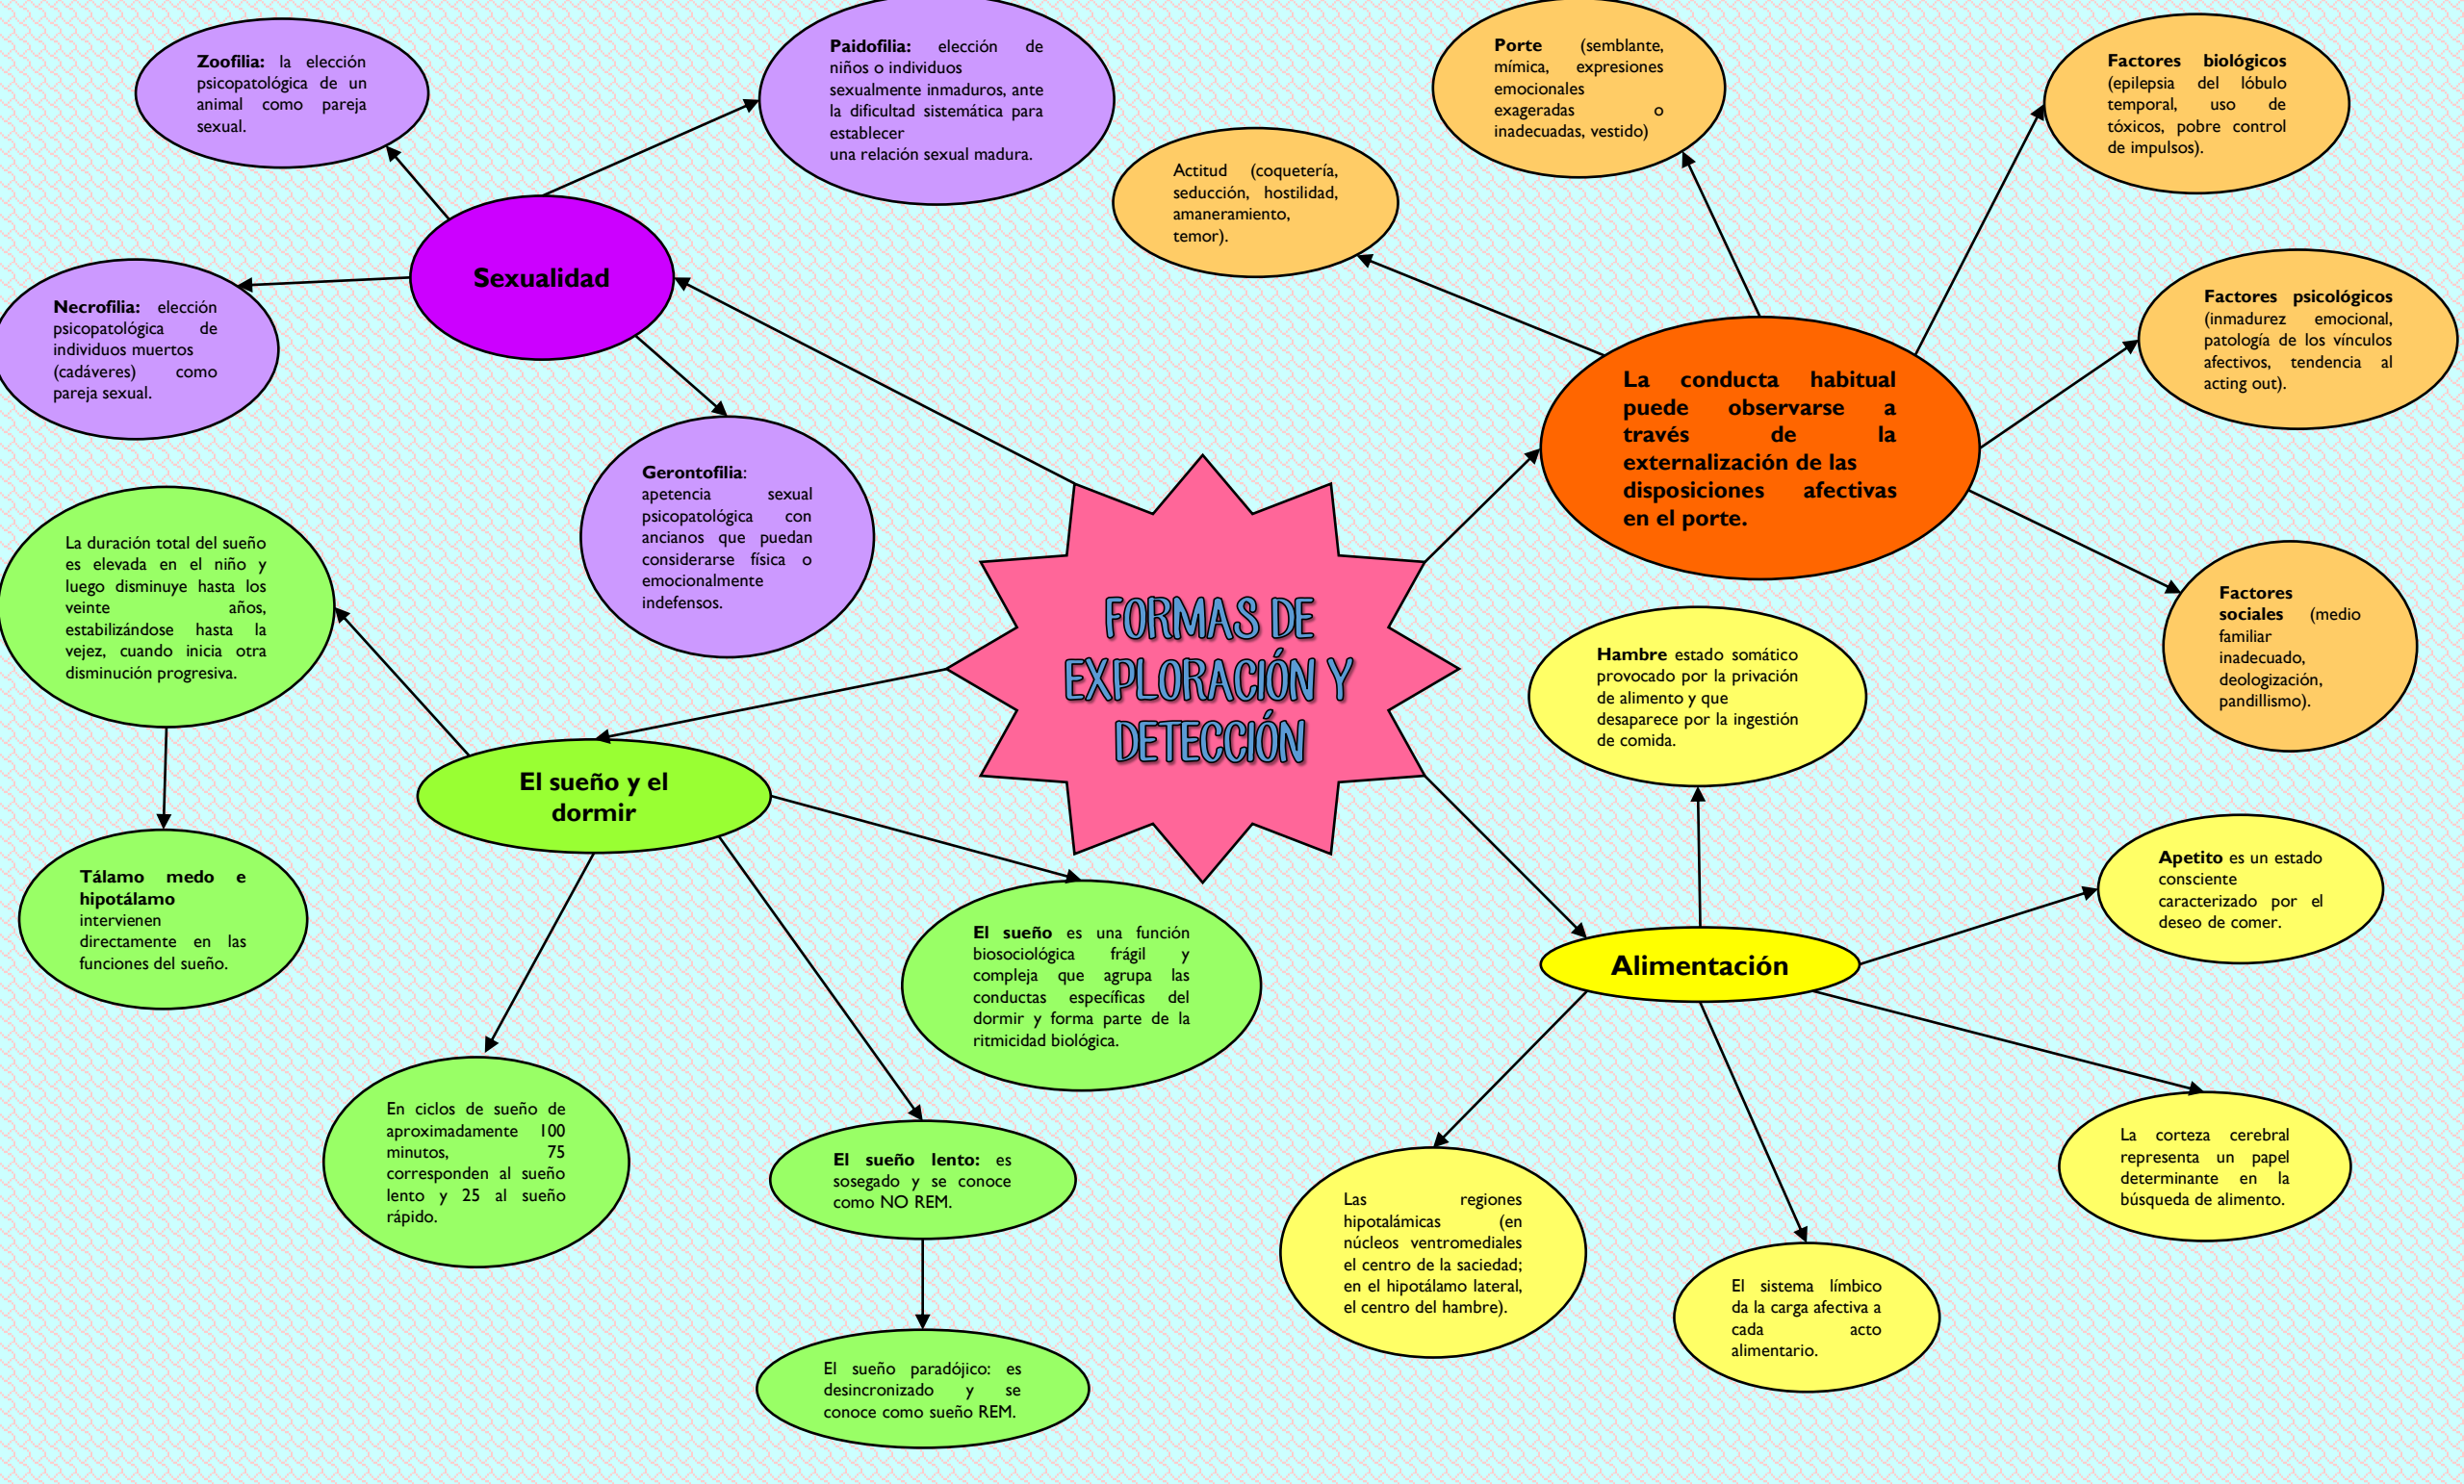 Zoofilia: la elección
psicopatológica de un
animal como pareja
sexual.
Paidofilia: elección de
niños o individuos
sexualmente inmaduros, ante
la dificultad sistemática para
establecer
una relación sexual madura.
Sexualidad
Necrofilia: elección
psicopatológica de
individuos muertos
(cadáveres) como
pareja sexual.
Gerontofilia:
apetencia sexual
psicopatológica con
ancianos que puedan
considerarse física o
emocionalmente
indefensos.
Porte (semblante,
mímica, expresiones
emocionales
exageradas o
inadecuadas, vestido)
Actitud (coquetería,
seducción, hostilidad,
amaneramiento,
temor).
Factores biológicos
(epilepsia del lóbulo
temporal, uso de
tóxicos, pobre control
de impulsos).
Factores psicológicos
(inmadurez emocional,
patología de los vínculos
afectivos, tendencia al
acting out).
La conducta habitual
puede observarse a
través de la
externalización de las
disposiciones afectivas
en el porte.
Factores
sociales (medio
familiar
inadecuado,
deologización,
pandillismo).
FORMAS DE
EXPLORACIÓN Y
DETECCIÓN
La duración total del sueño
es elevada en el niño y
luego disminuye hasta los
veinte años,
estabilizándose hasta la
vejez, cuando inicia otra
disminución progresiva.
El sueño y el
dormir
Tálamo medo e
hipotálamo
intervienen
directamente en las
funciones del sueño.
El sueño es una función
biosociológica frágil y
compleja que agrupa las
conductas específicas del
dormir y forma parte de la
ritmicidad biológica.
En ciclos de sueño de
aproximadamente 100
minutos, 75
corresponden al sueño
lento y 25 al sueño
rápido.
El sueño lento: es
sosegado y se conoce
como NO REM.
El sueño paradójico: es
desincronizado y se
conoce como sueño REM.
Hambre estado somático
provocado por la privación
de alimento y que
desaparece por la ingestión
de comida.
Apetito es un estado
consciente
caracterizado por el
deseo de comer.
Alimentación
La corteza cerebral
representa un papel
determinante en la
búsqueda de alimento.
Las regiones
hipotalámicas (en
núcleos ventromediales
el centro de la saciedad;
en el hipotálamo lateral,
el centro del hambre).
El sistema límbico
da la carga afectiva a
cada acto
alimentario.